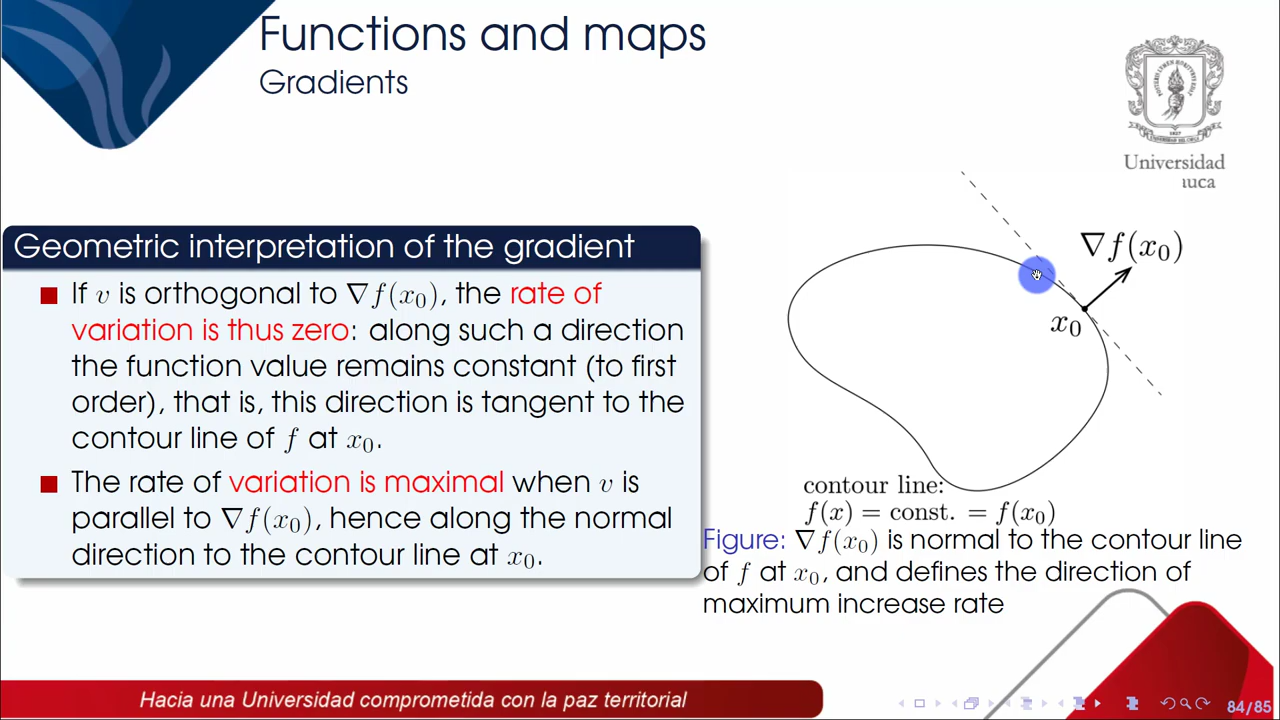 Functions and maps
Gradients
Universidad
uca
Geometric interpretation of the gradient
If v is orthogonal to ∇f(x₀), the rate of
variation is thus zero: along such a direction
the function value remains constant (to first
order), that is, this direction is tangent to the
contour line of f at x₀.
The rate of variation is maximal when v is
parallel to ∇f(x₀), hence along the normal
direction to the contour line at x₀.
∇f(x₀)
x₀
contour line:
f(x) = const. = f(x₀)
Figure: ∇f(x₀) is normal to the contour line
of f at x₀, and defines the direction of
maximum increase rate
Hacia una Universidad comprometida con la paz territorial
84/85